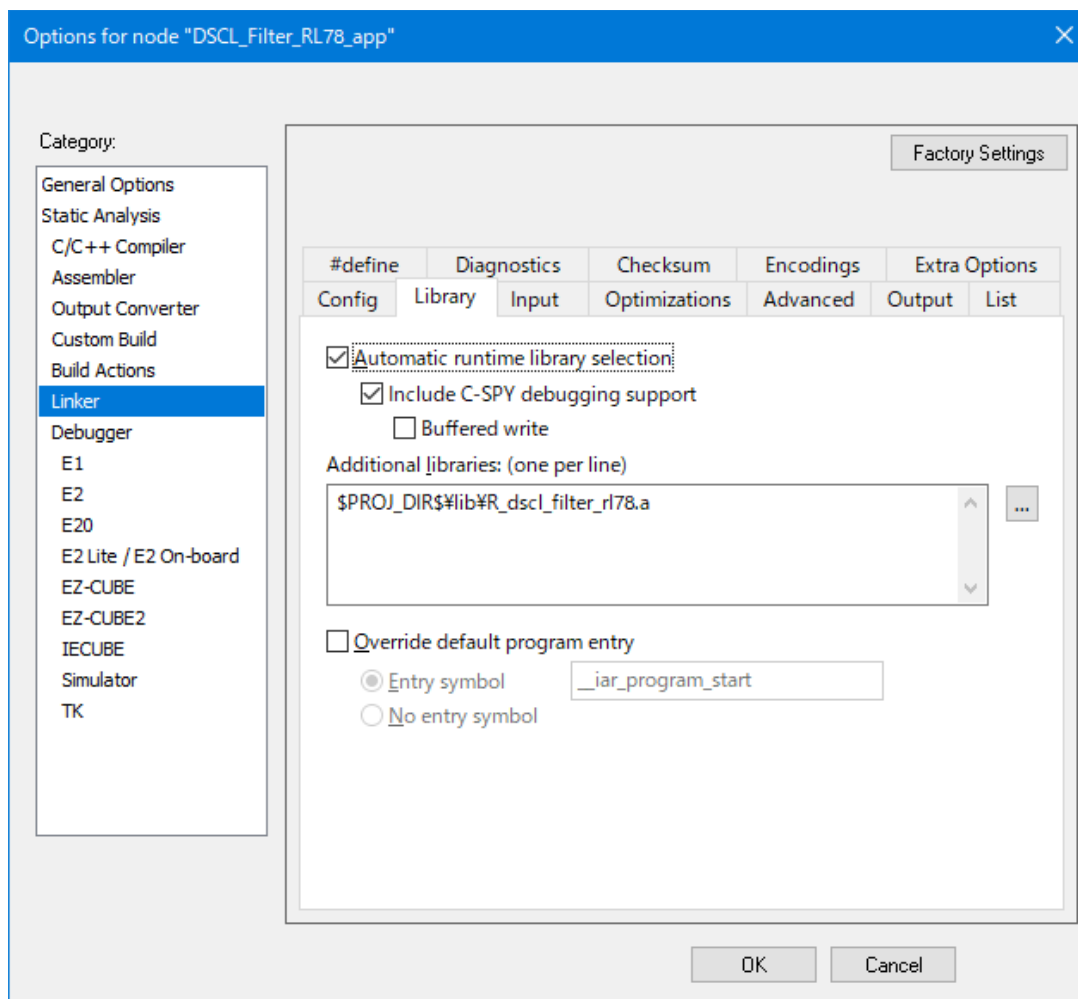 Options for node "DSCL_Filter_RL78_app"
Category:
General Options
Static Analysis
C/C++ Compiler
Assembler
Output Converter
Custom Build
Build Actions
Linker
Debugger
E1
E2
E20
E2 Lite / E2 On-board
EZ-CUBE
EZ-CUBE2
IECUBE
Simulator
TK
Factory Settings
#define Diagnostics Checksum Encodings Extra Options
Config Library Input Optimizations Advanced Output List
Automatic runtime library selection
Include C-SPY debugging support
Buffered write
Additional libraries: (one per line)
$PROJ_DIR$¥lib¥R_dscl_filter_rl78.a
...
Override default program entry
Entry symbol __iar_program_start
No entry symbol
OK Cancel